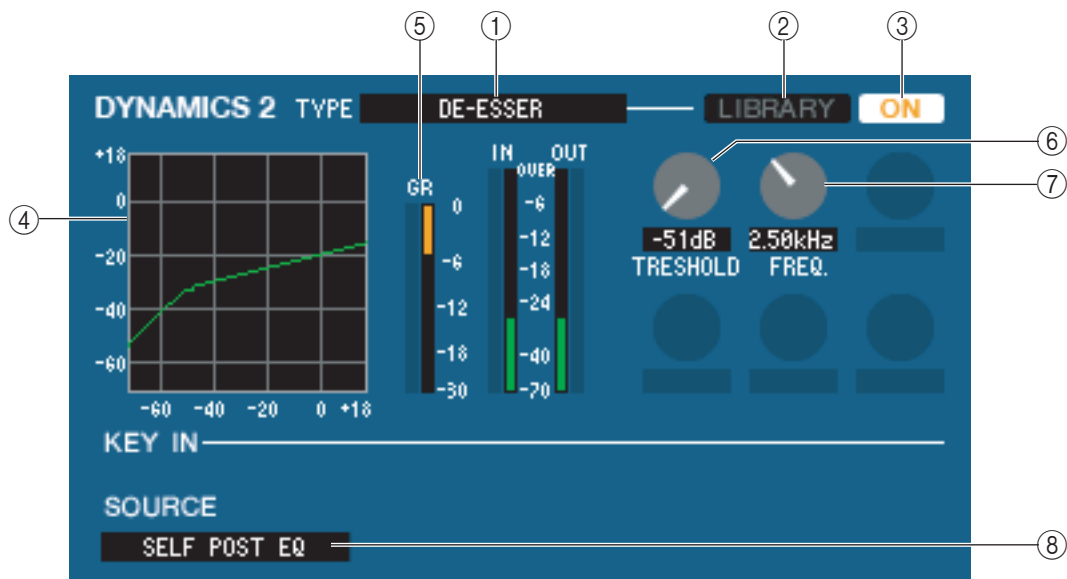 ⑤ ① ② ③
DYNAMICS 2 TYPE DE-ESSER LIBRARY ON
+18
0
-20
-40
-60
-60 -40 -20 0 +18
④
GR
0
-6
-12
-18
-30
IN OUT
OVER
-6
-12
-18
-24
-40
-70
⑥
⑦
-51dB 2.50kHz
TRESHOLD FREQ.
KEY IN
SOURCE
SELF POST EQ
⑧